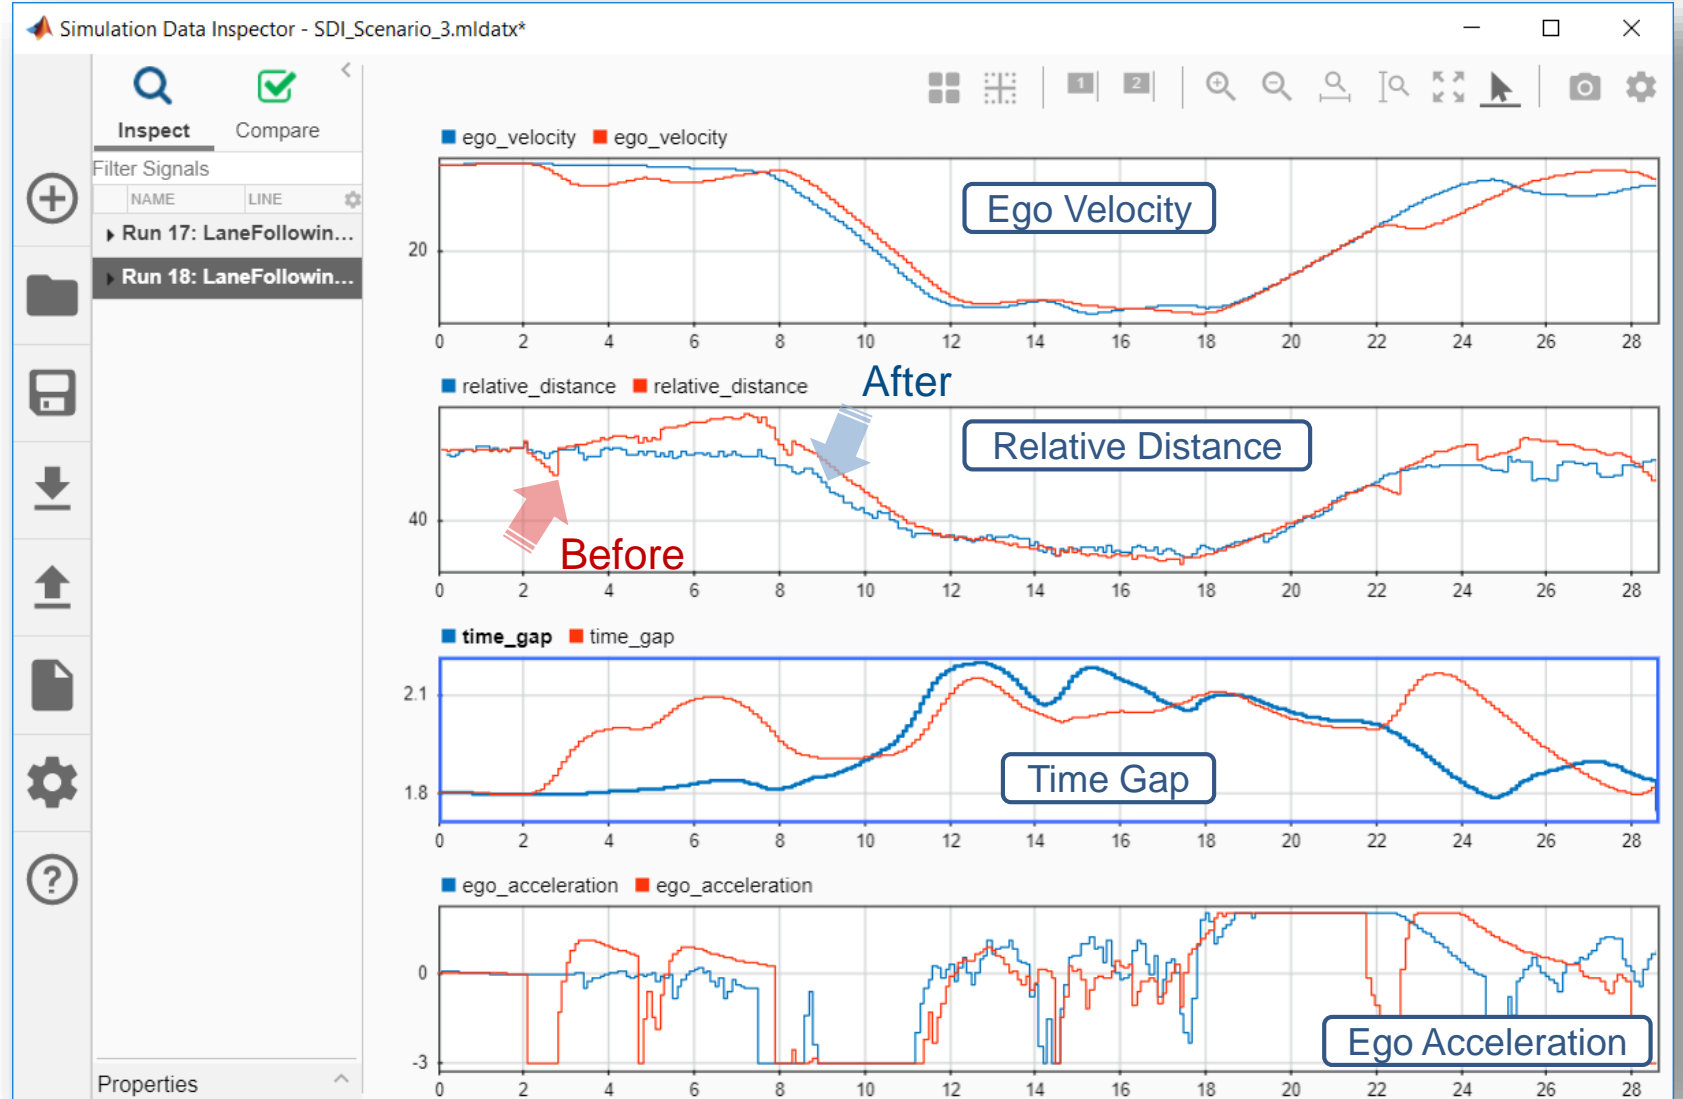 Simulation Data Inspector - SDI_Scenario_3.mldatx*
Inspect Compare
Filter Signals
NAME LINE
Run 17: LaneFollowin...
Run 18: LaneFollowin...
Properties
1 2
ego_velocity ego_velocity
Ego Velocity
20
0 2 4 6 8 10 12 14 16 18 20 22 24 26 28
relative_distance relative_distance
After
Relative Distance
40
Before
0 2 4 6 8 10 12 14 16 18 20 22 24 26 28
time_gap time_gap
2.1
Time Gap
1.8
0 2 4 6 8 10 12 14 16 18 20 22 24 26 28
ego_acceleration ego_acceleration
0
Ego Acceleration
-3
0 2 4 6 8 10 12 14 16 18 20 22 24 26 28